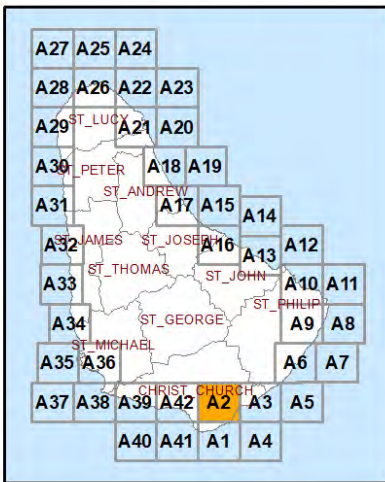 A27 A25 A24
A28 A26 A22 A23
A29 ST_LUCY A21 A20
A30 ST_PETER A18 A19
ST_ANDREW
A31 A17 A15 A14
A32 ST_JAMES ST_JOSEPH A16 A13 A12
ST_THOMAS ST_JOHN
A33 A10 A11
ST_PHILIP
A34 ST_GEORGE A9 A8
ST_MICHAEL
A35 A36 A6 A7
CHRIST_CHURCH
A37 A38 A39 A42 A2 A3 A5
A40 A41 A1 A4